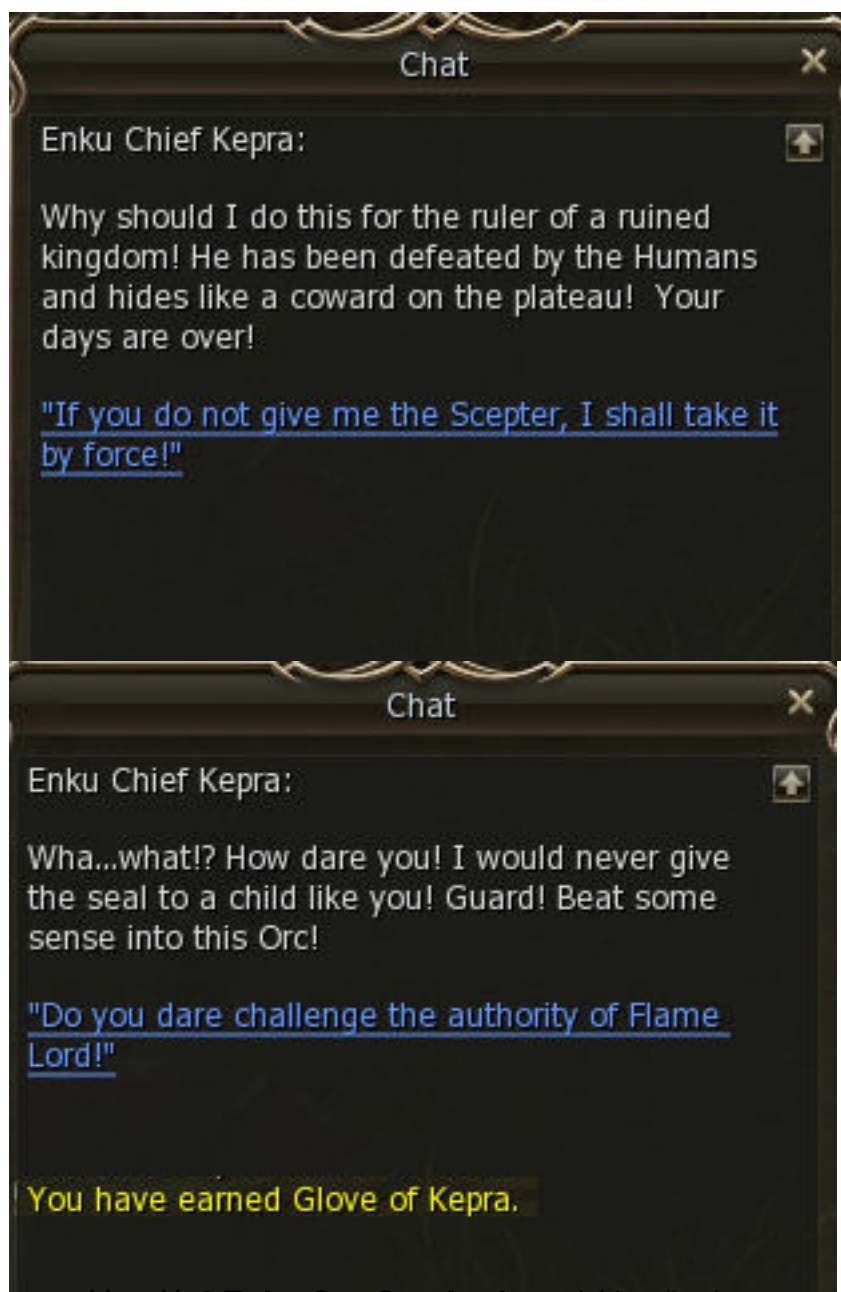 Chat
Enku Chief Kepra:
Why should I do this for the ruler of a ruined
kingdom! He has been defeated by the Humans
and hides like a coward on the plateau!  Your
days are over!
"If you do not give me the Scepter, I shall take it
by force!"
Chat
Enku Chief Kepra:
Wha...what!? How dare you! I would never give
the seal to a child like you! Guard! Beat some
sense into this Orc!
"Do you dare challenge the authority of Flame
Lord!"
You have earned Glove of Kepra.